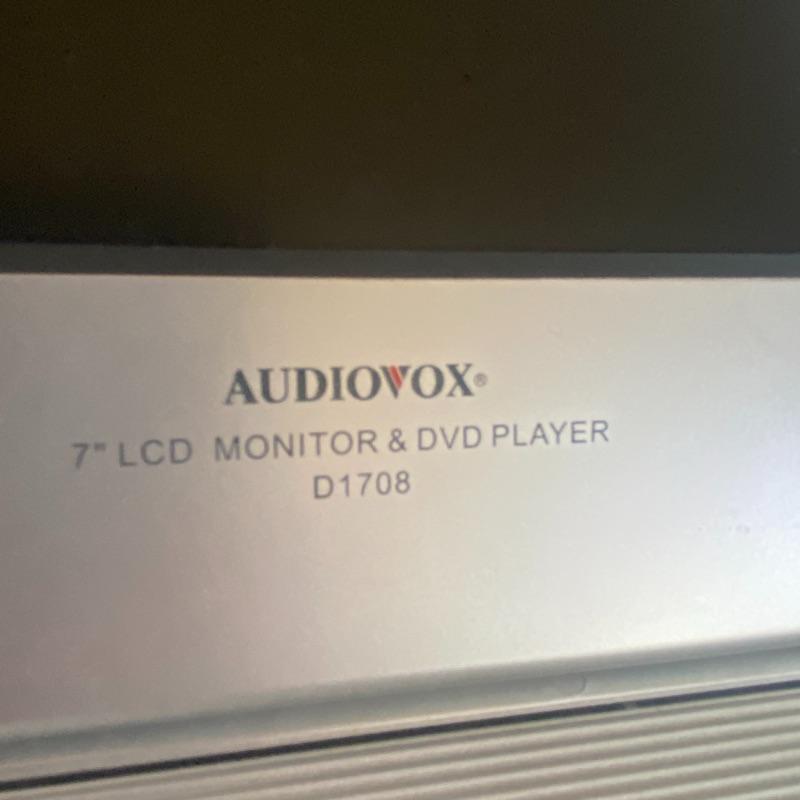 AUDIOVOX®
7" LCD MONITOR & DVD PLAYER
D1708